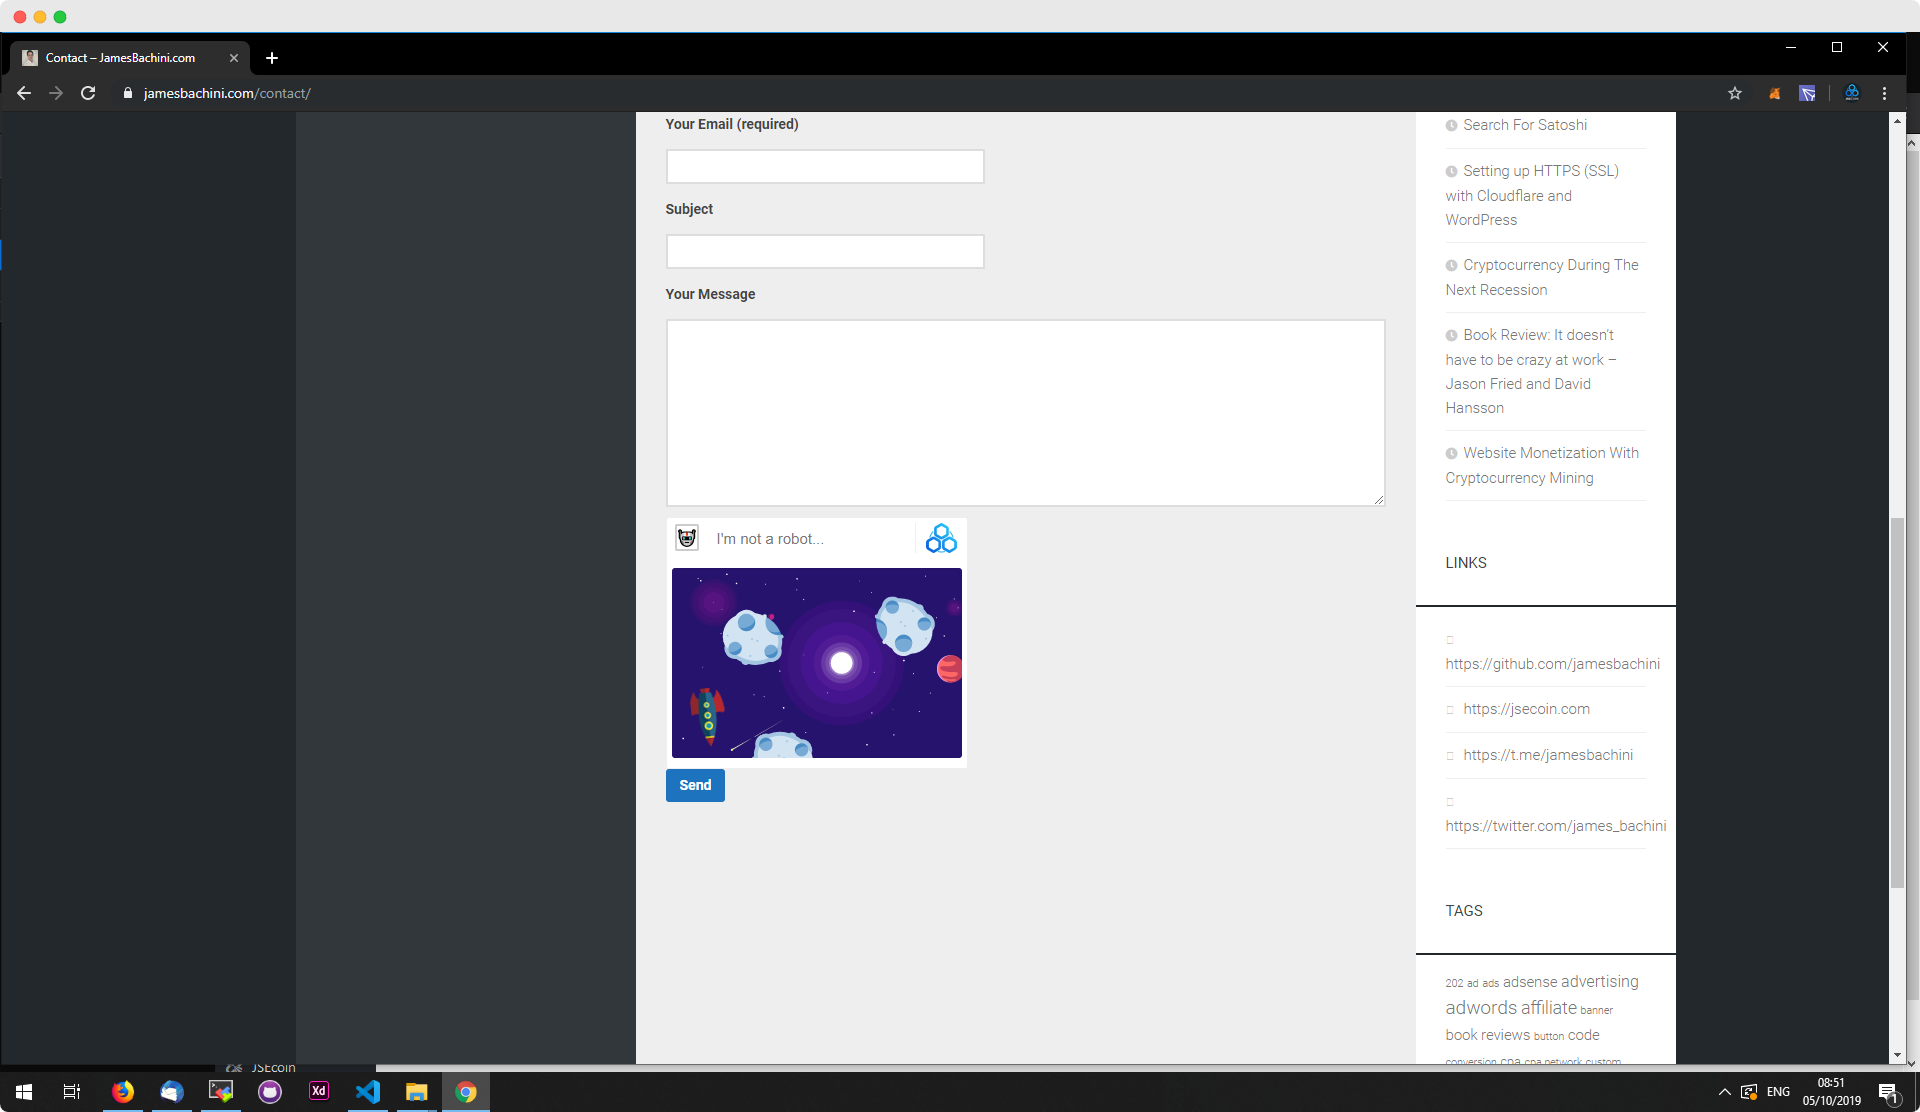 Contact – JamesBachini.com
jamesbachini.com/contact/
Your Email (required)
Subject
Your Message
I'm not a robot...
Send
Search For Satoshi
Setting up HTTPS (SSL)
with Cloudflare and
WordPress
Cryptocurrency During The
Next Recession
Book Review: It doesn't
have to be crazy at work –
Jason Fried and David
Hansson
Website Monetization With
Cryptocurrency Mining
LINKS
https://github.com/jamesbachini
https://jsecoin.com
https://t.me/jamesbachini
https://twitter.com/james_bachini
TAGS
202 ad ads adsense advertising
adwords affiliate banner
book reviews button code
conversion cpa cpa network custom
JSEcoin
Xd
ENG
08:51
05/10/2019
1